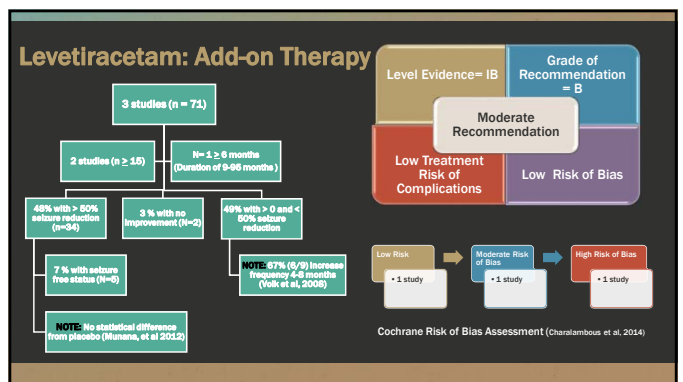 Levetiracetam: Add-on Therapy
3 studies (n = 71)
2 studies (n > 15)
N= 1 > 6 months
(Duration of 9-96 months )
48% with > 50%
seizure reduction
(n=34)
3 % with no
Improvement (N=2)
49% with > 0 and <
50% seizure
reduction
7 % with seizure
free status (N=5)
NOTE: 67% (6/9) Increase
frequency 4-8 months
(Volk et al, 2008)
NOTE: No statistical difference
from placebo (Munana, et al 2012)
Level Evidence= IB
Grade of
Recommendation
= B
Moderate
Recommendation
Low Treatment
Risk of
Complications
Low Risk of Bias
Low Risk
• 1 study
Moderate Risk
of Bias
• 1 study
High Risk of Bias
• 1 study
Cochrane Risk of Bias Assessment (Charalambous et al, 2014)